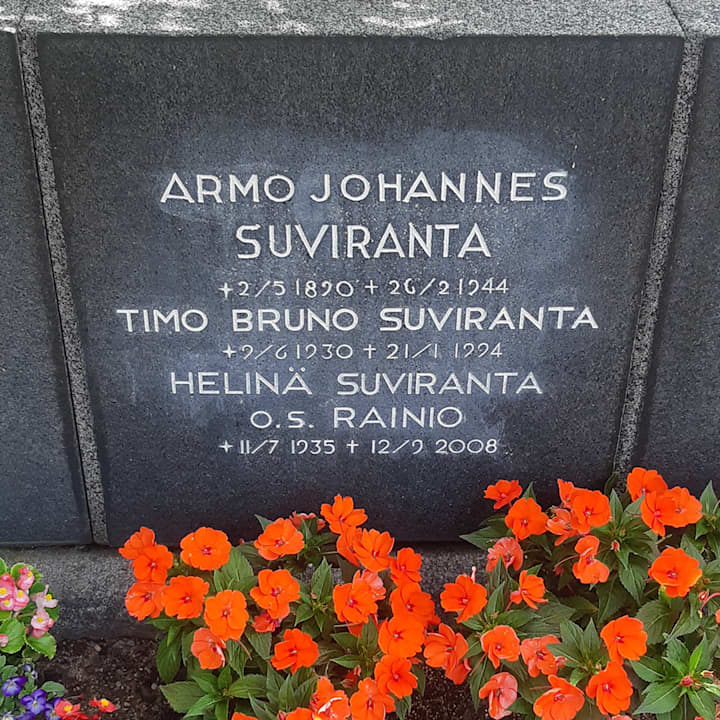 ARMO JOHANNES
SUVIRANTA
+2/5 1890 + 26/2 1944
TIMO BRUNO SUVIRANTA
+9/6 1930 + 21/1 1994
HELINÄ SUVIRANTA
O.S. RAINIO
+11/7 1935 + 12/9 2008